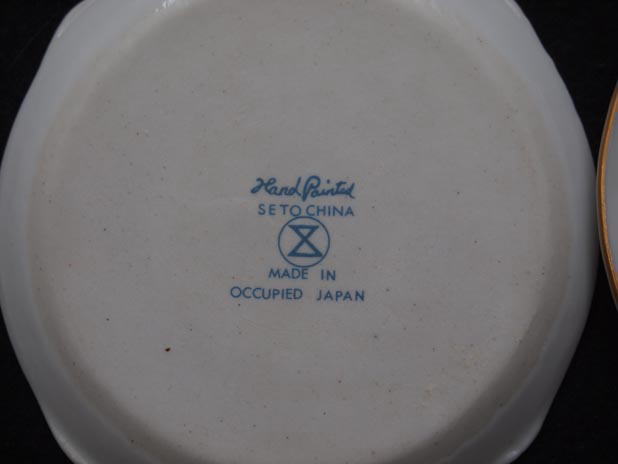 Hand Painted
SETO CHINA
MADE IN
OCCUPIED JAPAN